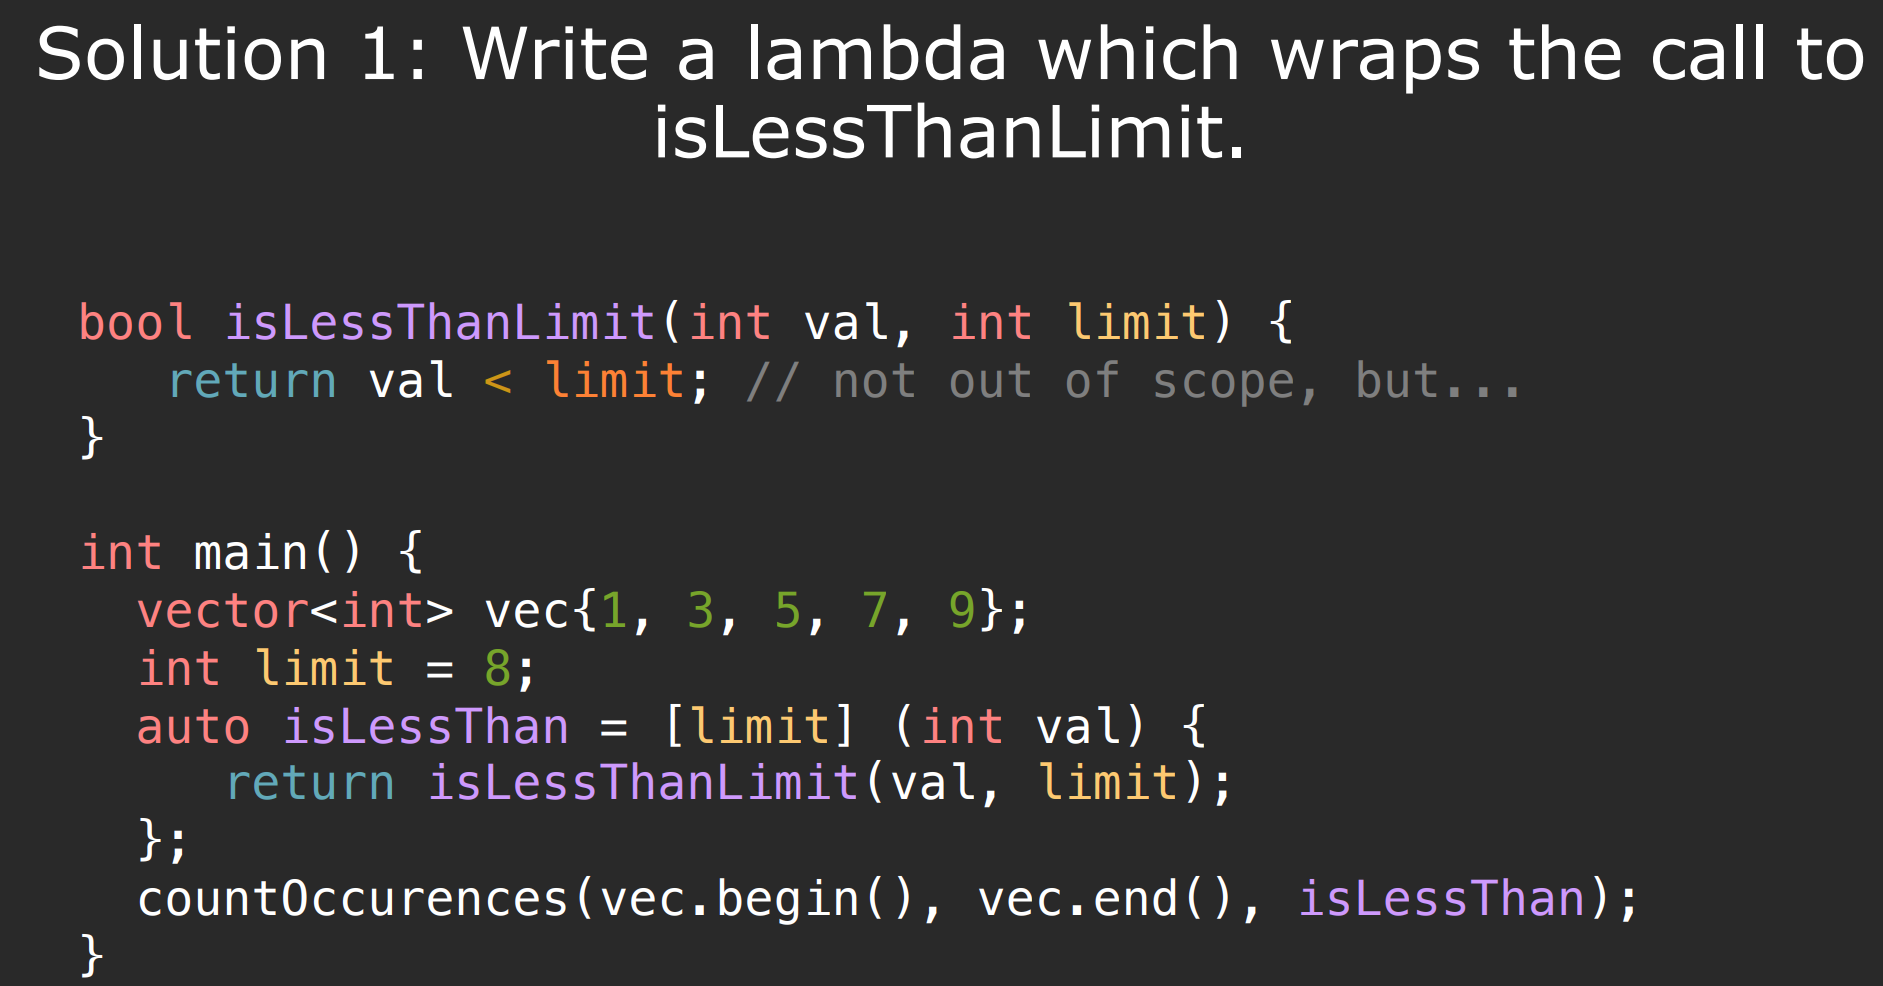 Solution 1: Write a lambda which wraps the call to
isLessThanLimit.
bool isLessThanLimit(int val, int limit) {
   return val < limit; // not out of scope, but...
}
int main() {
  vector<int> vec{1, 3, 5, 7, 9};
  int limit = 8;
  auto isLessThan = [limit] (int val) {
     return isLessThanLimit(val, limit);
  };
  countOccurences(vec.begin(), vec.end(), isLessThan);
}